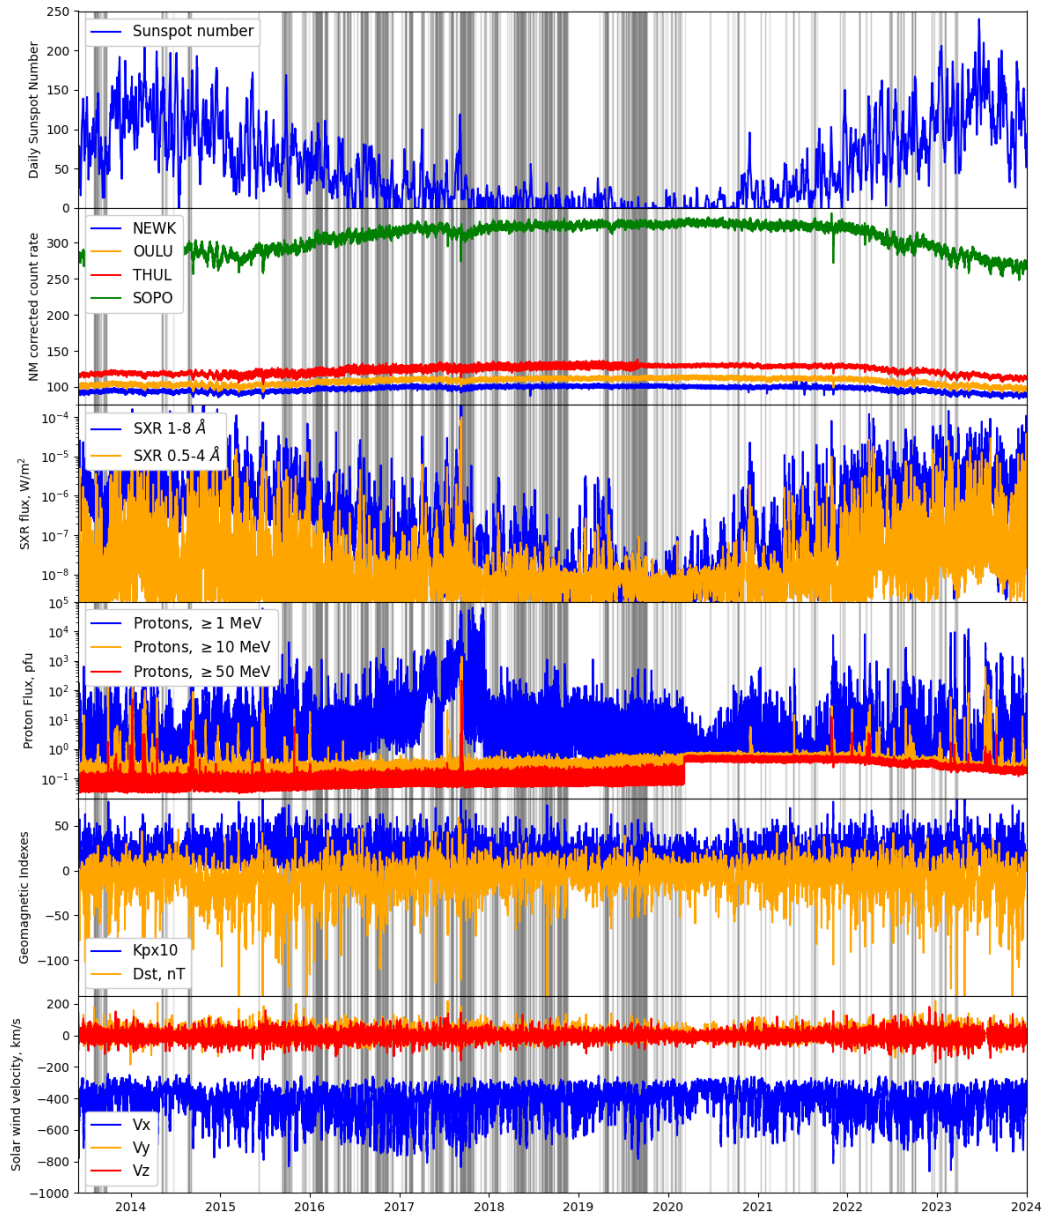 250
200
150
100
50
0
Daily Sunspot Number
Sunspot number
300
250
200
150
100
NM corrected count rate
NEWK
OULU
THUL
SOPO
10⁻⁴
10⁻⁵
10⁻⁶
10⁻⁷
10⁻⁸
SXR flux, W/m²
SXR 1-8 Å
SXR 0.5-4 Å
10⁵
10⁴
10³
10²
10¹
10⁰
10⁻¹
Proton Flux, pfu
Protons, ≥1 MeV
Protons, ≥10 MeV
Protons, ≥50 MeV
50
0
−50
−100
Geomagnetic Indexes
Kpx10
Dst, nT
200
0
−200
−400
−600
−800
−1000
Solar wind velocity, km/s
Vx
Vy
Vz
2014 2015 2016 2017 2018 2019 2020 2021 2022 2023 2024